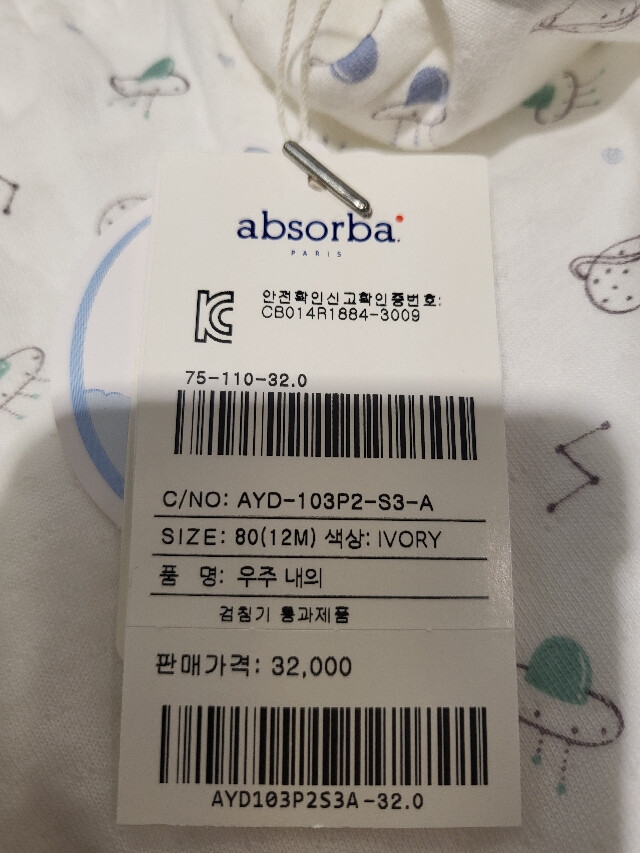 absorba
PARIS
안전확인신고확인증번호:
CB014R1884-3009
75-110-32.0
C/NO: AYD-103P2-S3-A
SIZE: 80(12M) 색상: IVORY
품 명: 우주 내의
검침기 통과제품
판매가격: 32,000
AYD103P2S3A-32.0